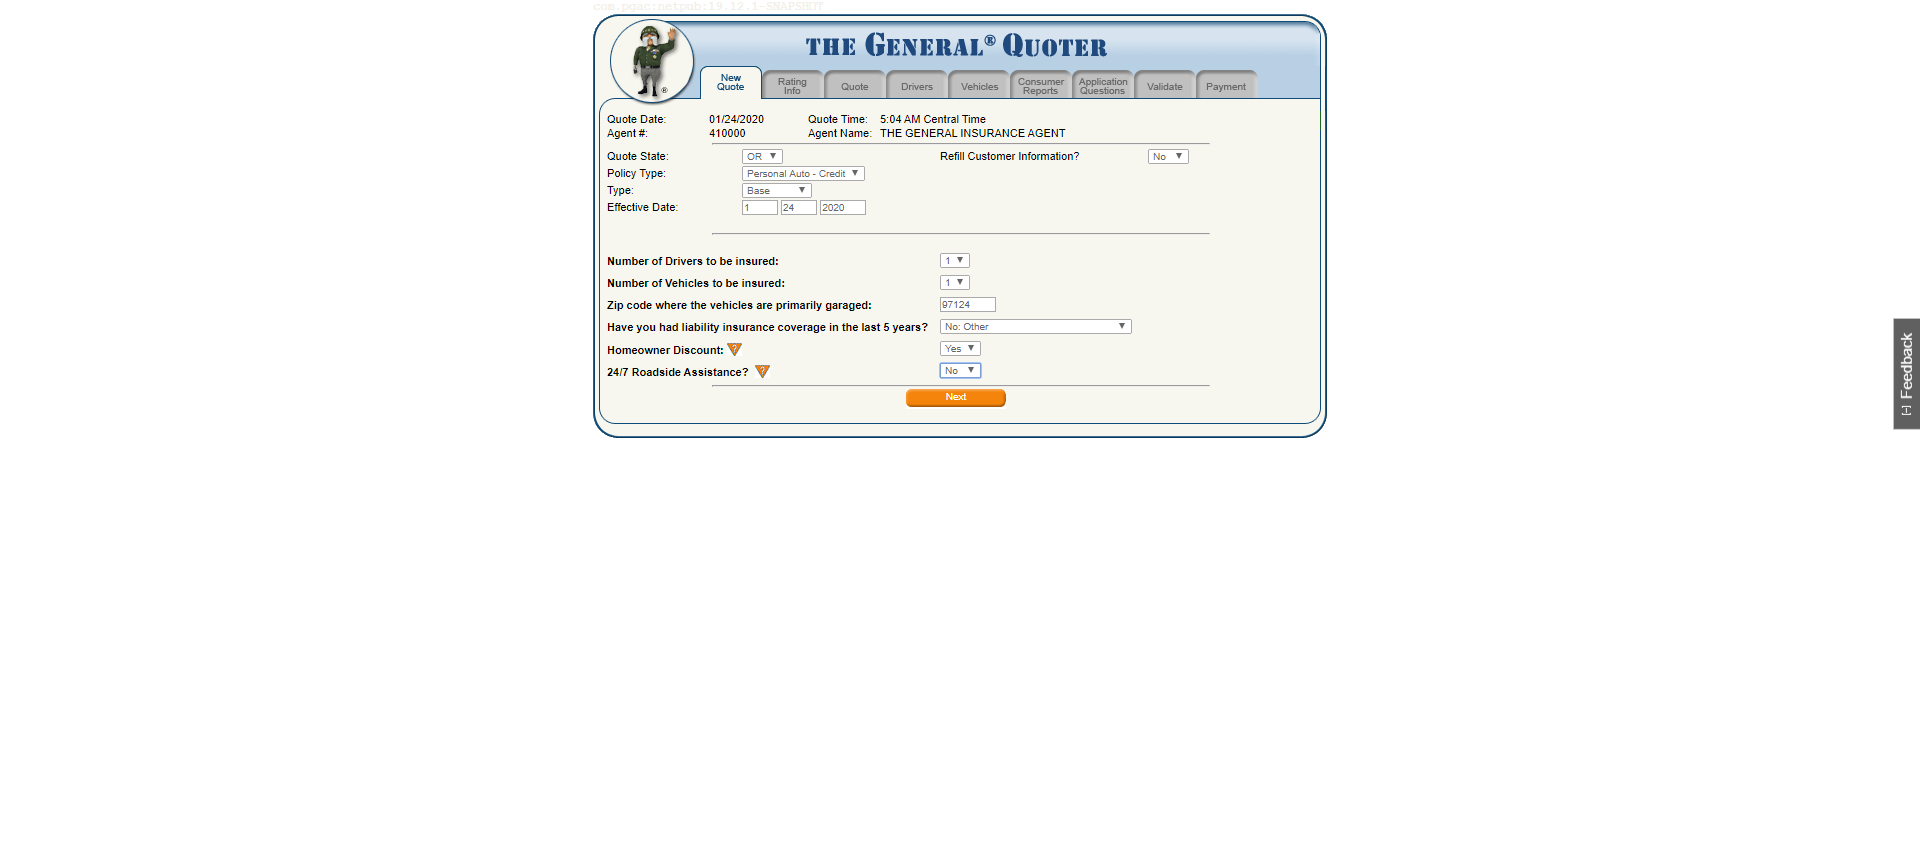 com.pgac:netpub:19.12.1-SNAPSHOT
THE GENERAL® QUOTER
®
New Quote
Rating Info
Quote
Drivers
Vehicles
Consumer Reports
Application Questions
Validate
Payment
Quote Date: 01/24/2020 Quote Time: 5:04 AM Central Time
Agent #: 410000 Agent Name: THE GENERAL INSURANCE AGENT
Quote State: OR Refill Customer Information? No
Policy Type: Personal Auto - Credit
Type: Base
Effective Date: 1 24 2020
Number of Drivers to be insured: 1
Number of Vehicles to be insured: 1
Zip code where the vehicles are primarily garaged: 97124
Have you had liability insurance coverage in the last 5 years? No: Other
Homeowner Discount: ? Yes
24/7 Roadside Assistance? ? No
Next
[-] Feedback